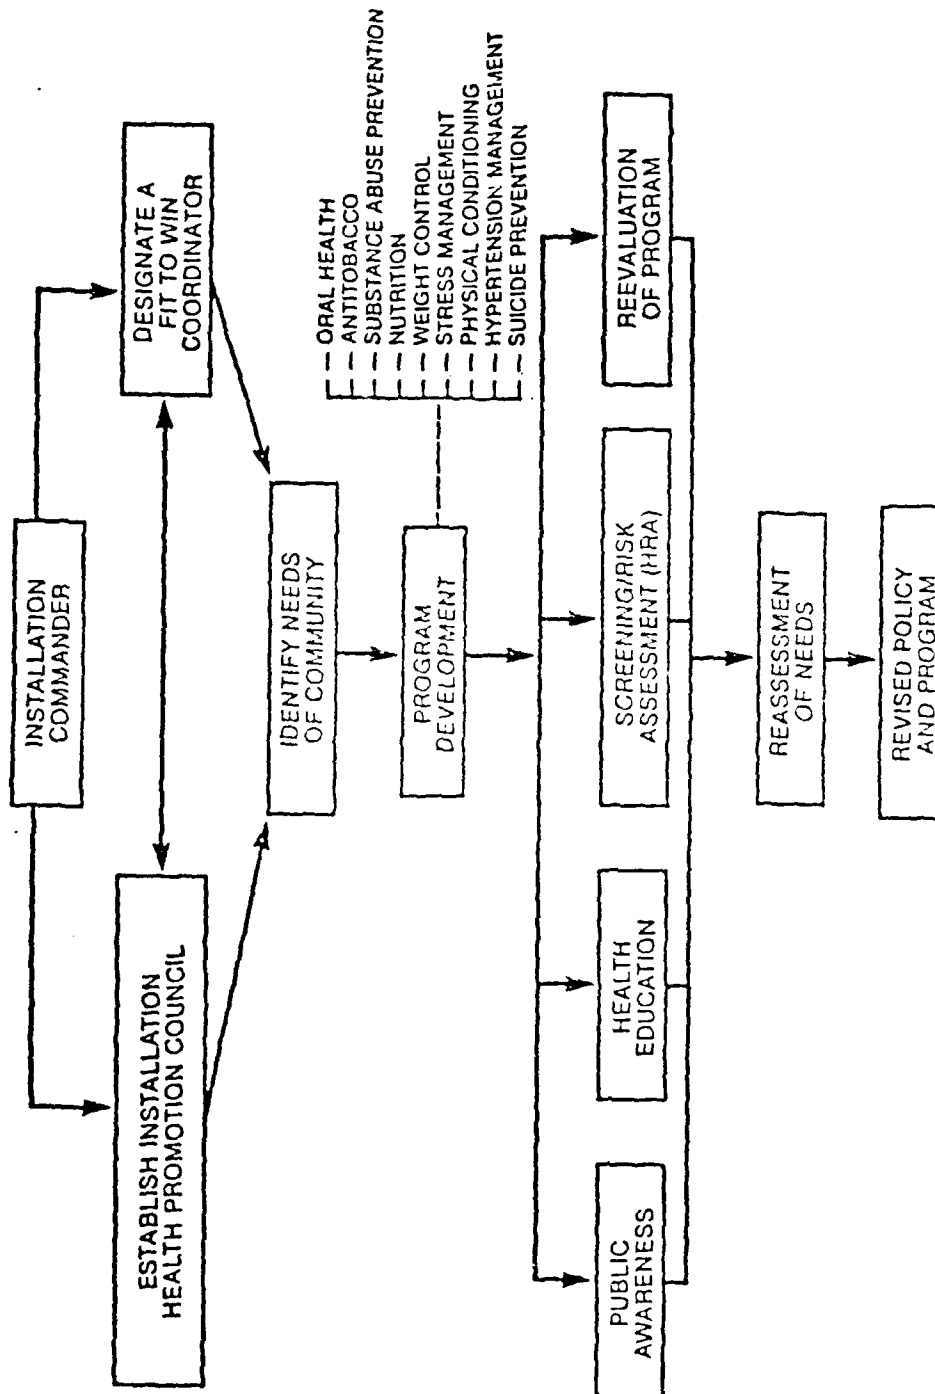 INSTALLATION
COMMANDER
ESTABLISH INSTALLATION
HEALTH PROMOTION COUNCIL
DESIGNATE A
FIT TO WIN
COORDINATOR
IDENTIFY NEEDS
OF COMMUNITY
PROGRAM
DEVELOPMENT
ORAL HEALTH
ANTITOBACCO
SUBSTANCE ABUSE PREVENTION
NUTRITION
WEIGHT CONTROL
STRESS MANAGEMENT
PHYSICAL CONDITIONING
HYPERTENSION MANAGEMENT
SUICIDE PREVENTION
PUBLIC
AWARENESS
HEALTH
EDUCATION
SCREENING/RISK
ASSESSMENT (HRA)
REEVALUATION
OF PROGRAM
REASSESSMENT
OF NEEDS
REVISED POLICY
AND PROGRAM